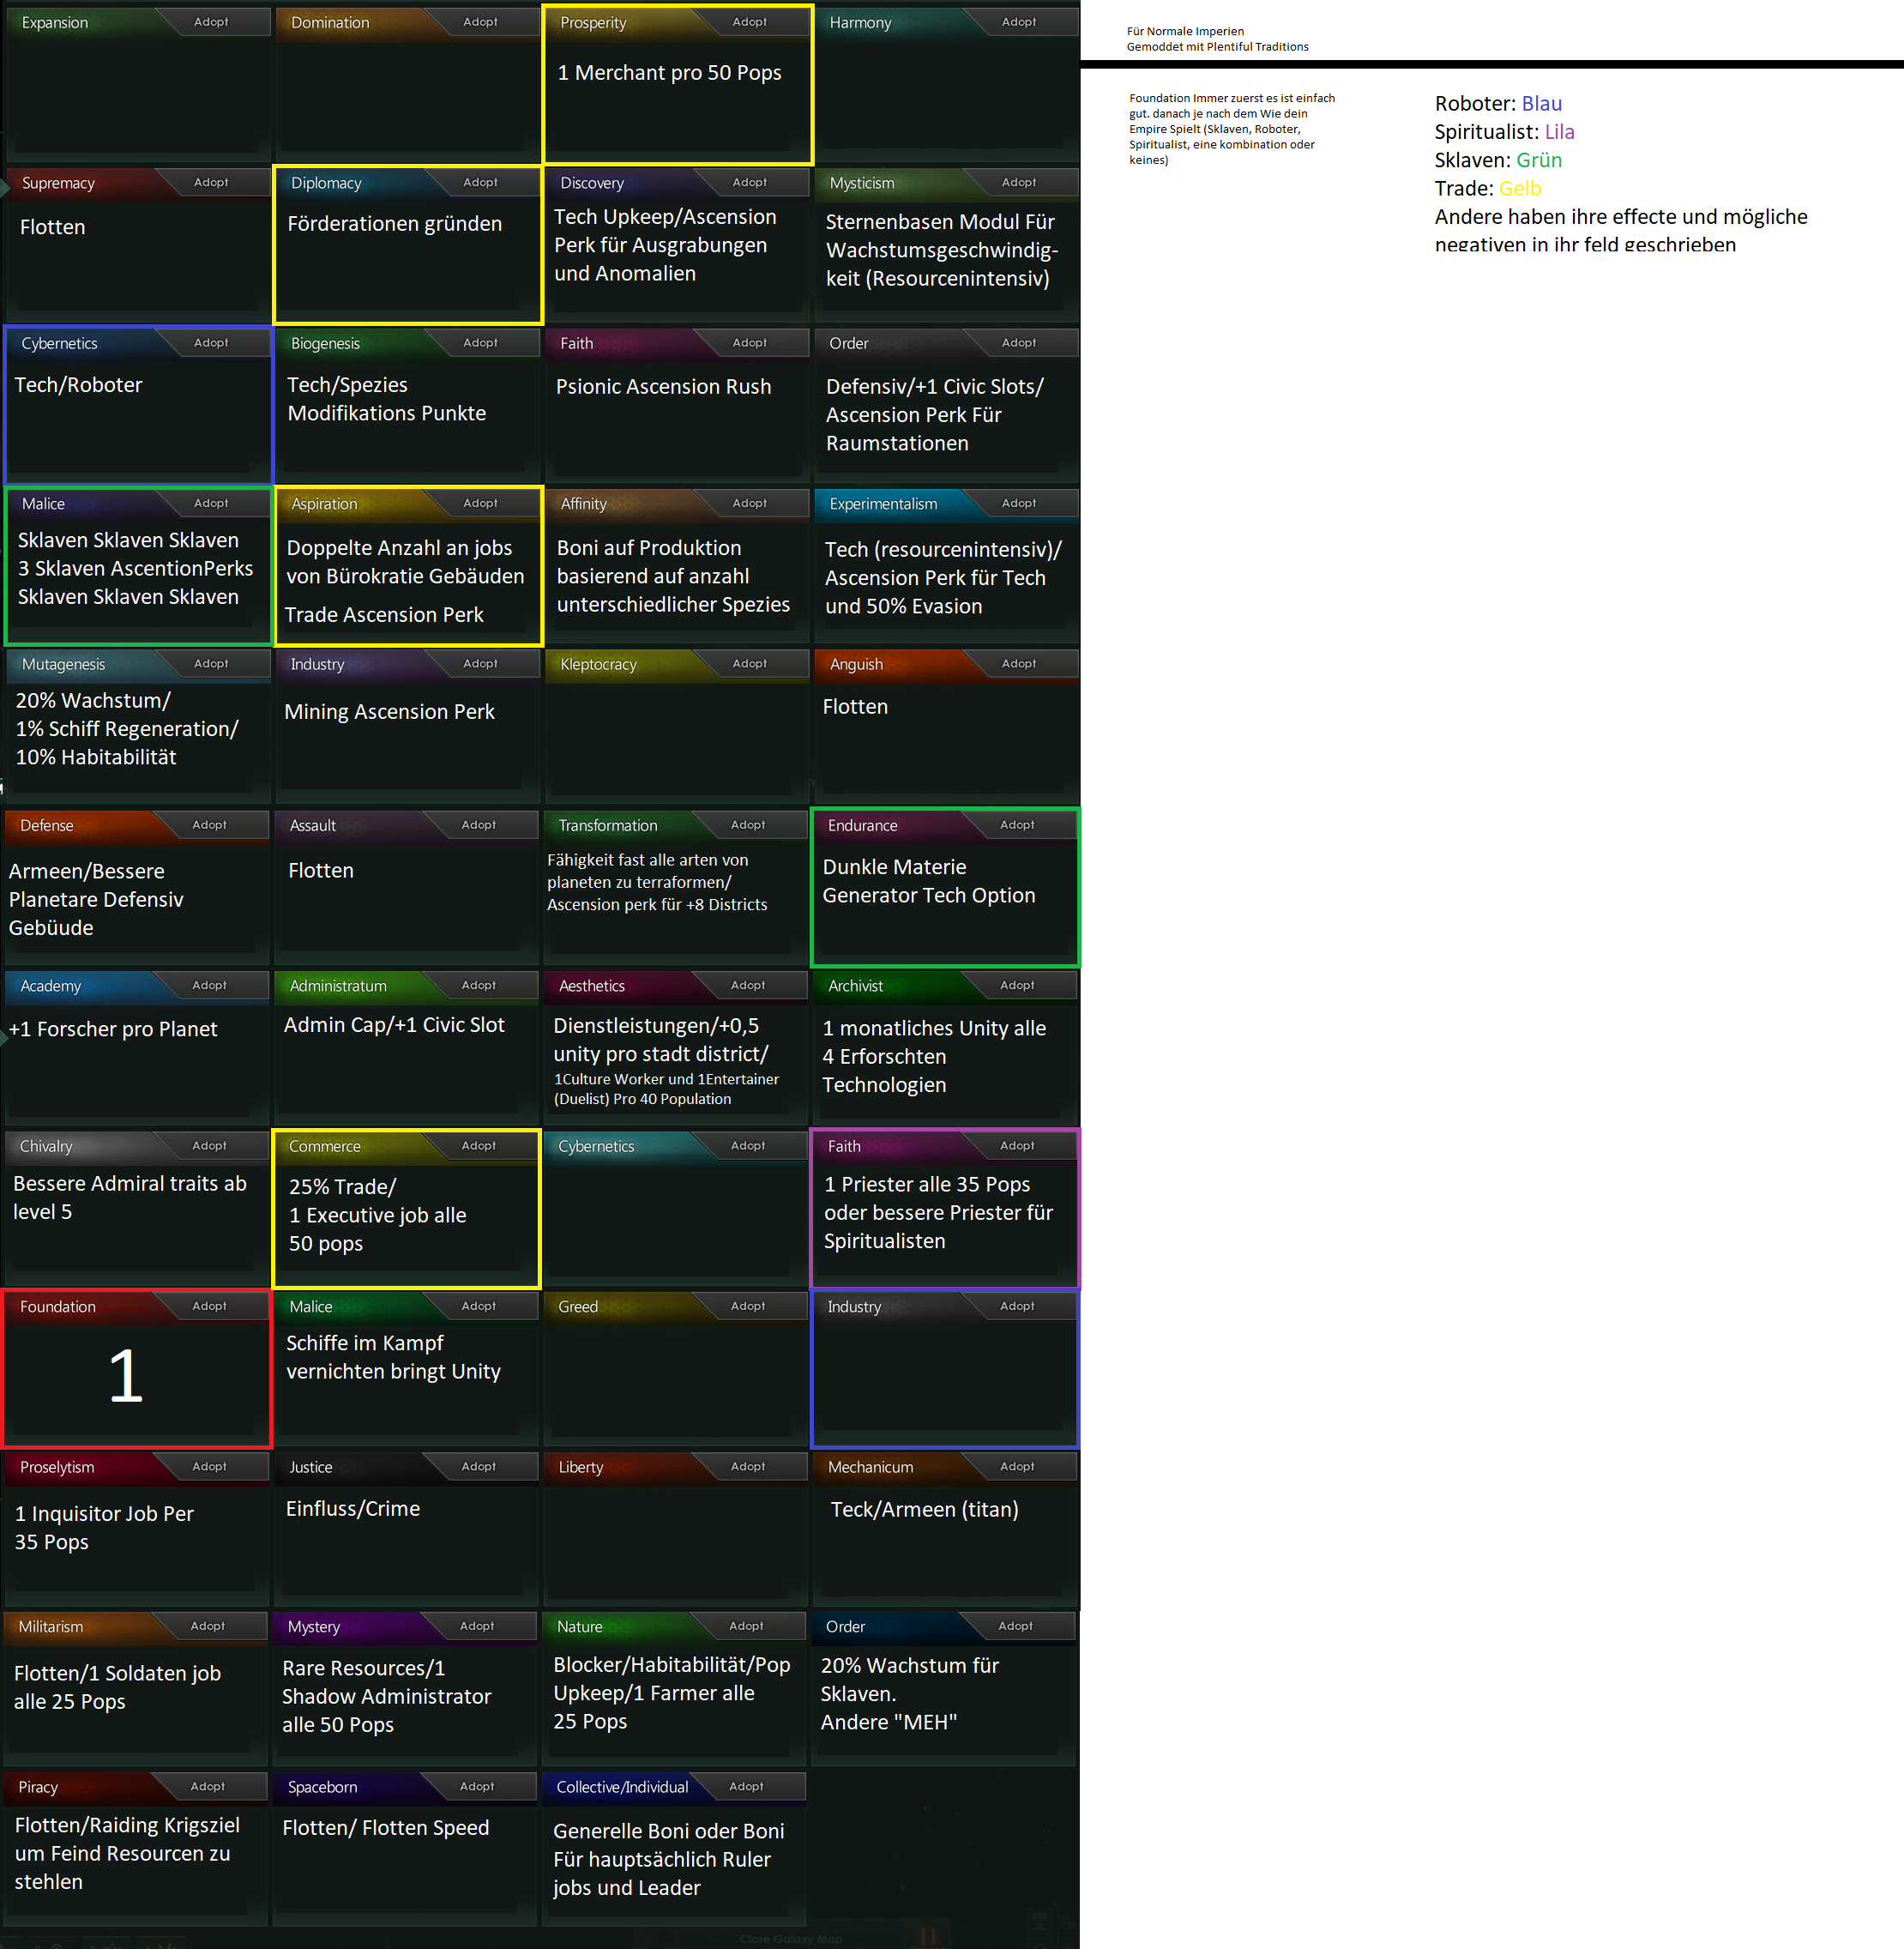 Expansion Adopt Domination Adopt Prosperity Adopt Harmony Adopt
1 Merchant pro 50 Pops
Supremacy Adopt Diplomacy Adopt Discovery Adopt Mysticism Adopt
Flotten
Förderationen gründen
Tech Upkeep/Ascension
Perk für Ausgrabungen
und Anomalien
Sternenbasen Modul Für
Wachstumsgeschwindig-
keit (Resourcenintensiv)
Cybernetics Adopt Biogenesis Adopt Faith Adopt Order Adopt
Tech/Roboter
Tech/Spezies
Modifikations Punkte
Psionic Ascension Rush
Defensiv/+1 Civic Slots/
Ascension Perk Für
Raumstationen
Malice Adopt Aspiration Adopt Affinity Adopt Experimentalism Adopt
Sklaven Sklaven Sklaven
3 Sklaven AscentionPerks
Sklaven Sklaven Sklaven
Doppelte Anzahl an jobs
von Bürokratie Gebäuden
Trade Ascension Perk
Boni auf Produktion
basierend auf anzahl
unterschiedlicher Spezies
Tech (resourcenintensiv)/
Ascension Perk für Tech
und 50% Evasion
Mutagenesis Adopt Industry Adopt Kleptocracy Adopt Anguish Adopt
20% Wachstum/
1% Schiff Regeneration/
10% Habitabilität
Mining Ascension Perk
Flotten
Defense Adopt Assault Adopt Transformation Adopt Endurance Adopt
Armeen/Bessere
Planetare Defensiv
Gebüude
Flotten
Fähigkeit fast alle arten von
planeten zu terraformen/
Ascension perk für +8 Districts
Dunkle Materie
Generator Tech Option
Academy Adopt Administratum Adopt Aesthetics Adopt Archivist Adopt
+1 Forscher pro Planet
Admin Cap/+1 Civic Slot
Dienstleistungen/+0,5
unity pro stadt district/
1Culture Worker und 1Entertainer
(Duelist) Pro 40 Population
1 monatliches Unity alle
4 Erforschten
Technologien
Chivalry Adopt Commerce Adopt Cybernetics Adopt Faith Adopt
Bessere Admiral traits ab
level 5
25% Trade/
1 Executive job alle
50 pops
1 Priester alle 35 Pops
oder bessere Priester für
Spiritualisten
Foundation Adopt Malice Adopt Greed Adopt Industry Adopt
1
Schiffe im Kampf
vernichten bringt Unity
Proselytism Adopt Justice Adopt Liberty Adopt Mechanicum Adopt
1 Inquisitor Job Per
35 Pops
Einfluss/Crime
Teck/Armeen (titan)
Militarism Adopt Mystery Adopt Nature Adopt Order Adopt
Flotten/1 Soldaten job
alle 25 Pops
Rare Resources/1
Shadow Administrator
alle 50 Pops
Blocker/Habitabilität/Pop
Upkeep/1 Farmer alle
25 Pops
20% Wachstum für
Sklaven.
Andere "MEH"
Piracy Adopt Spaceborn Adopt Collective/Individual Adopt
Flotten/Raiding Krigsziel
um Feind Resourcen zu
stehlen
Flotten/ Flotten Speed
Generelle Boni oder Boni
Für hauptsächlich Ruler
jobs und Leader
Close Galaxy Map
Für Normale Imperien
Gemoddet mit Plentiful Traditions
Foundation Immer zuerst es ist einfach
gut. danach je nach dem Wie dein
Empire Spielt (Sklaven, Roboter,
Spiritualist, eine kombination oder
keines)
Roboter: Blau
Spiritualist: Lila
Sklaven: Grün
Trade: Gelb
Andere haben ihre effecte und mögliche
negativen in ihr feld geschrieben